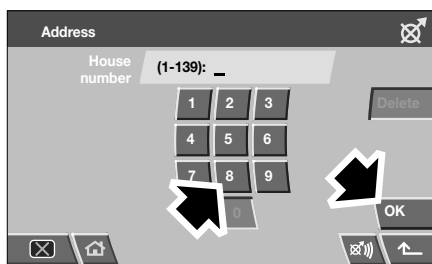 Address
House
number
(1-139): _
1 2 3
Delete
4 5 6
7 8 9
0
OK